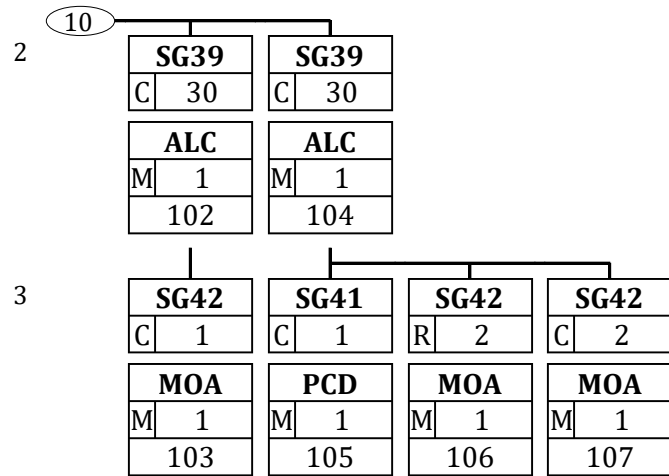 10
2
SG39 SG39
C 30 C 30
ALC ALC
M 1 M 1
102 104
3
SG42 SG41 SG42 SG42
C 1 C 1 R 2 C 2
MOA PCD MOA MOA
M 1 M 1 M 1 M 1
103 105 106 107